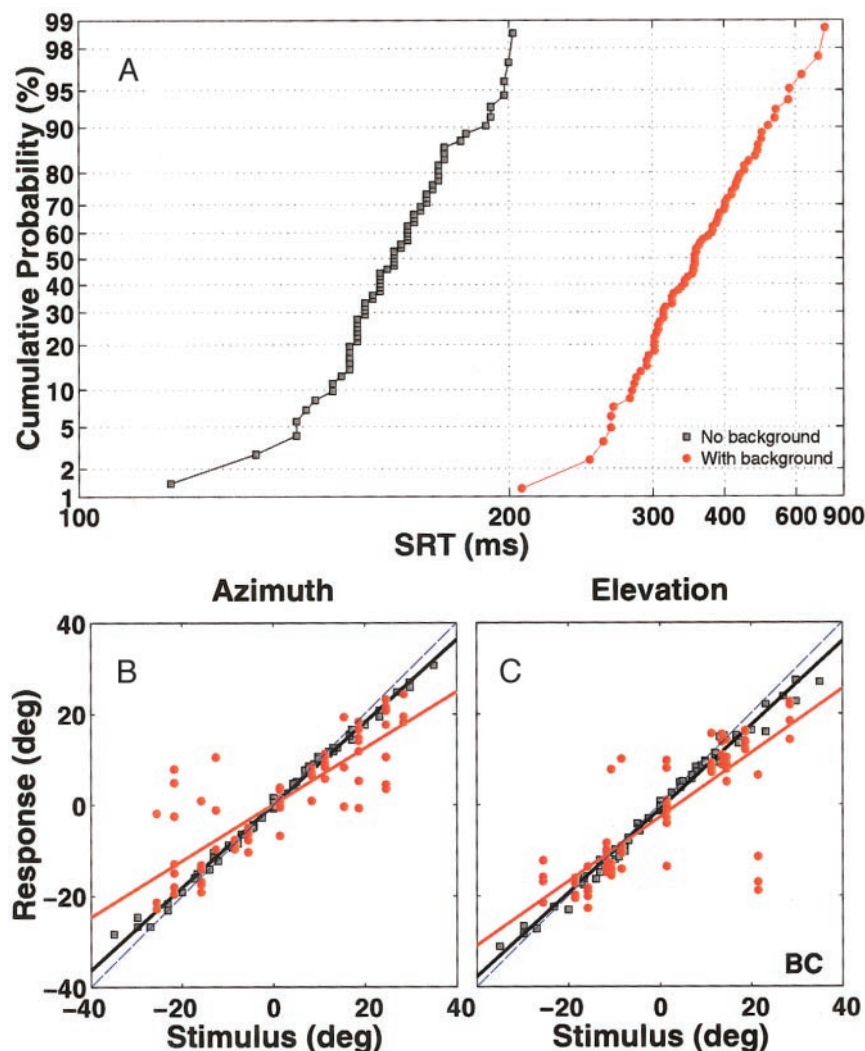 A
Cumulative Probability (%)
99
98
95
90
80
70
60
50
40
30
20
10
5
2
1
No background
With background
100 200 300 400 600 900
SRT (ms)
Azimuth
Elevation
B
C
Response (deg)
40
20
0
−20
−40
BC
−40 −20 0 20 40
−20 0 20 40
Stimulus (deg)
Stimulus (deg)